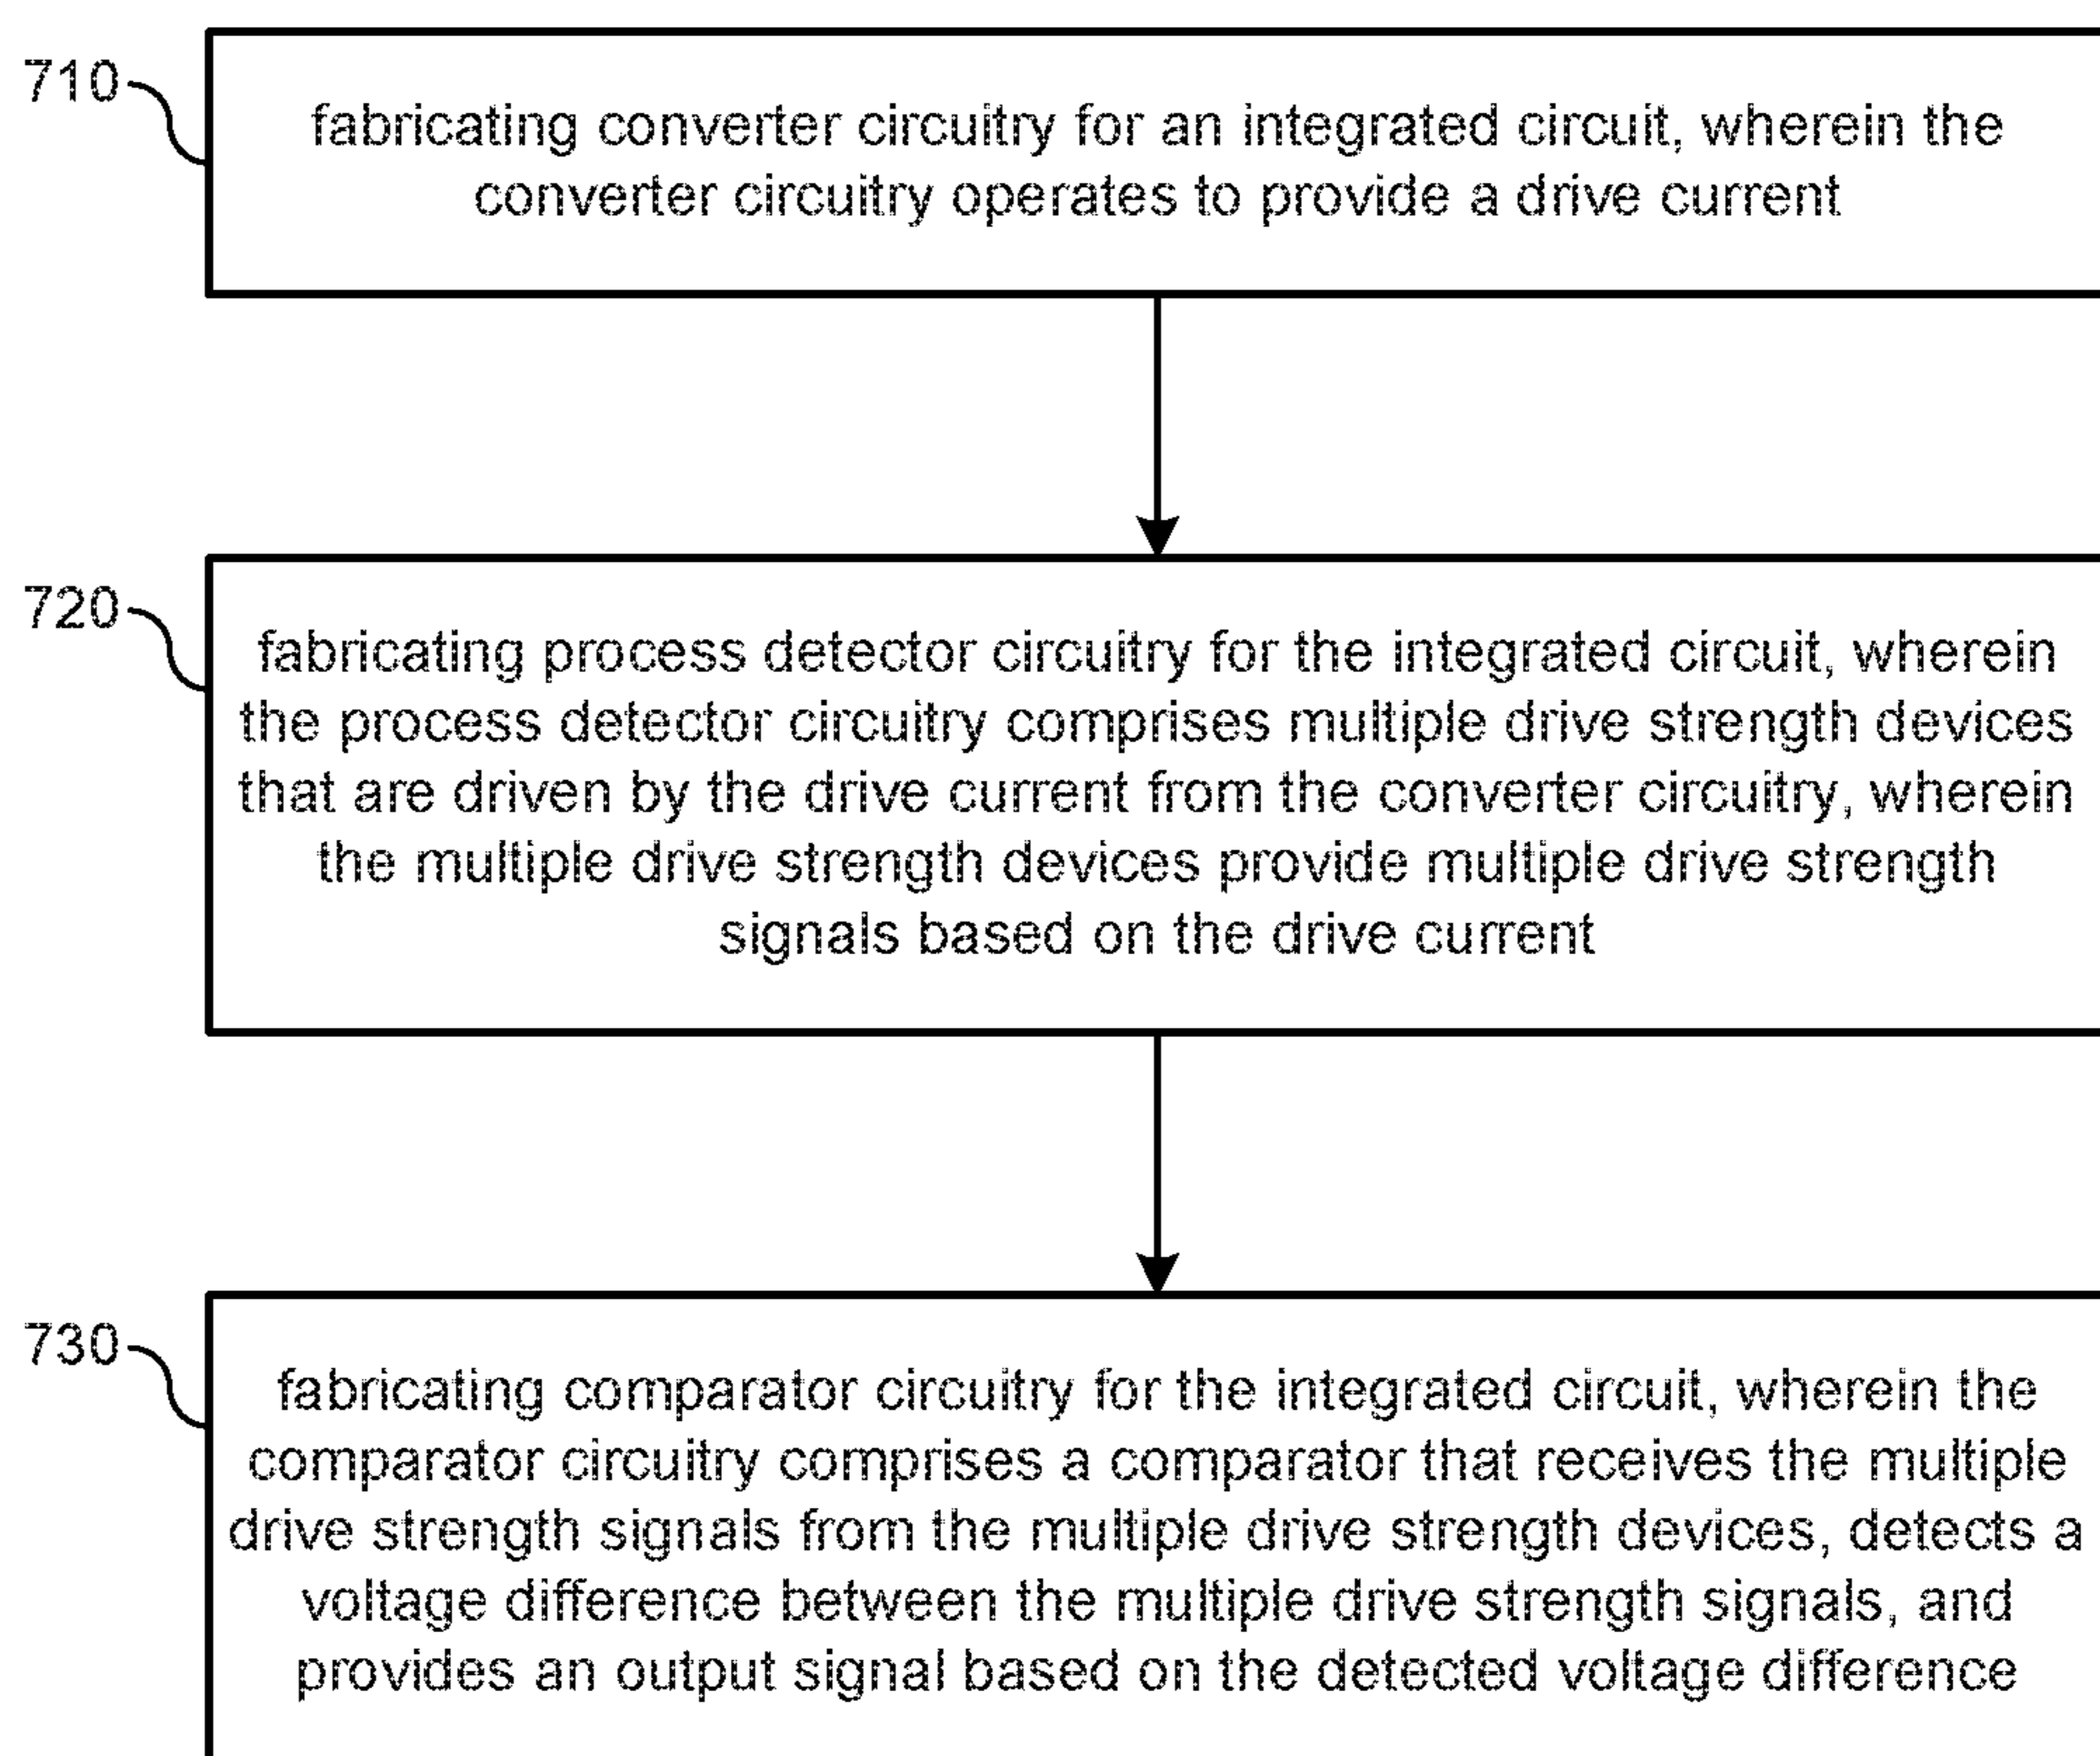 710
fabricating converter circuitry for an integrated circuit, wherein the
converter circuitry operates to provide a drive current
720
fabricating process detector circuitry for the integrated circuit, wherein
the process detector circuitry comprises multiple drive strength devices
that are driven by the drive current from the converter circuitry, wherein
the multiple drive strength devices provide multiple drive strength
signals based on the drive current
730
fabricating comparator circuitry for the integrated circuit, wherein the
comparator circuitry comprises a comparator that receives the multiple
drive strength signals from the multiple drive strength devices, detects a
voltage difference between the multiple drive strength signals, and
provides an output signal based on the detected voltage difference